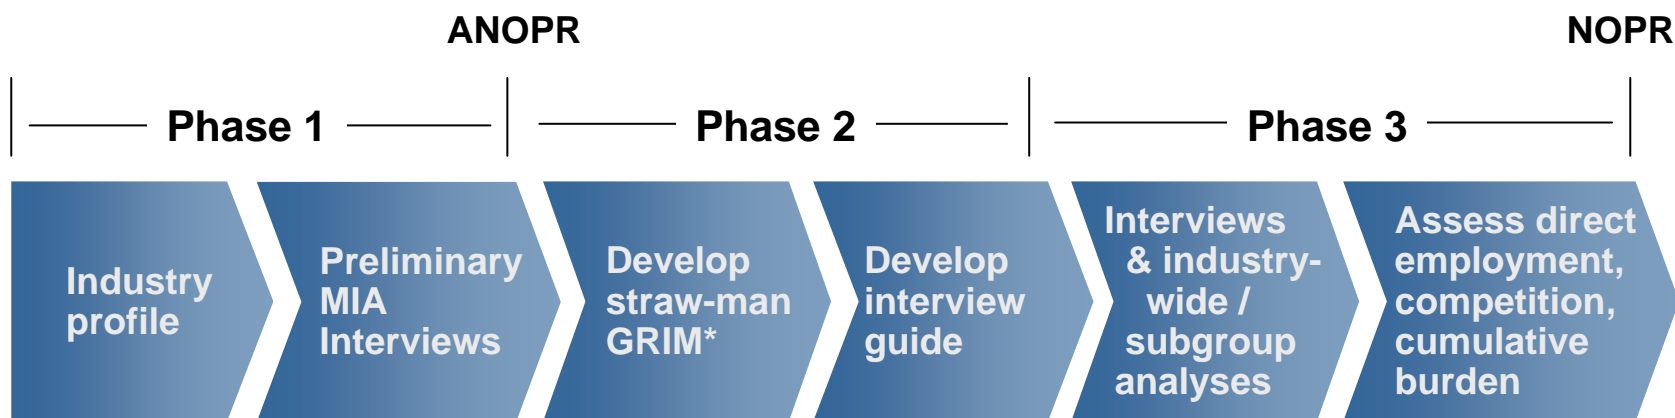 ANOPR
NOPR
Phase 1
Phase 2
Phase 3
Industry
profile
Preliminary
MIA
Interviews
Develop
straw-man
GRIM*
Develop
interview
guide
Interviews
& industry-
wide /
subgroup
analyses
Assess direct
employment,
competition,
cumulative
burden